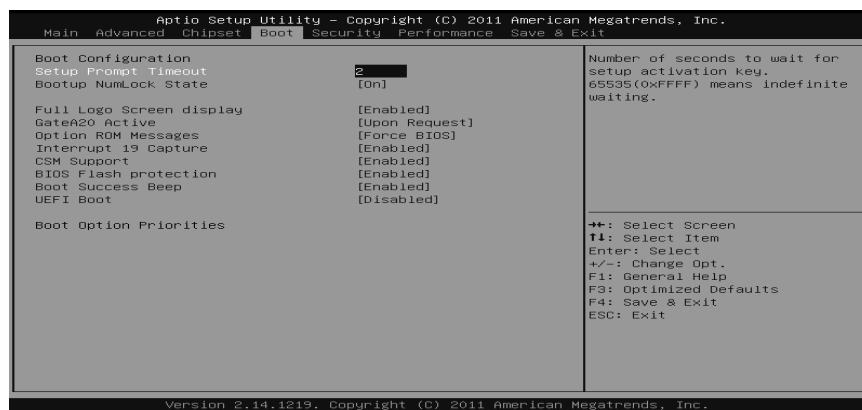 Aptio Setup Utility – Copyright (C) 2011 American Megatrends, Inc.
Main Advanced Chipset Boot Security Performance Save & Exit
Boot Configuration
Setup Prompt Timeout 2
Bootup NumLock State [On]
Full Logo Screen display [Enabled]
GateA20 Active [Upon Request]
Option ROM Messages [Force BIOS]
Interrupt 19 Capture [Enabled]
CSM Support [Enabled]
BIOS Flash protection [Enabled]
Boot Success Beep [Enabled]
UEFI Boot [Disabled]
Boot Option Priorities
Number of seconds to wait for
setup activation key.
65535(0xFFFF) means indefinite
waiting.
→←: Select Screen
↑↓: Select Item
Enter: Select
+/-: Change Opt.
F1: General Help
F3: Optimized Defaults
F4: Save & Exit
ESC: Exit
Version 2.14.1219. Copyright (C) 2011 American Megatrends, Inc.